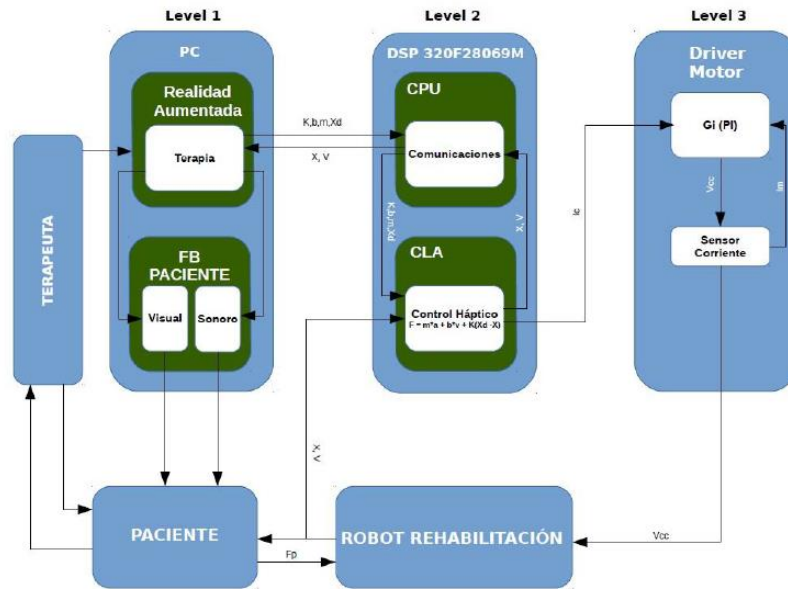 Level 1
Level 2
Level 3
PC
DSP 320F28069M
Driver
Motor
Realidad
Aumentada
Terapia
CPU
Comunicaciones
Gi (PI)
K,b,m,Xd
X, V
K,b,m,Xd
X, V
Ic
Vcc
Im
Sensor
Corriente
TERAPEUTA
FB
PACIENTE
Visual
Sonoro
CLA
Control Háptico
F = m*a + b*v + K(Xd -X)
X, V
PACIENTE
Fp
ROBOT REHABILITACIÓN
Vcc